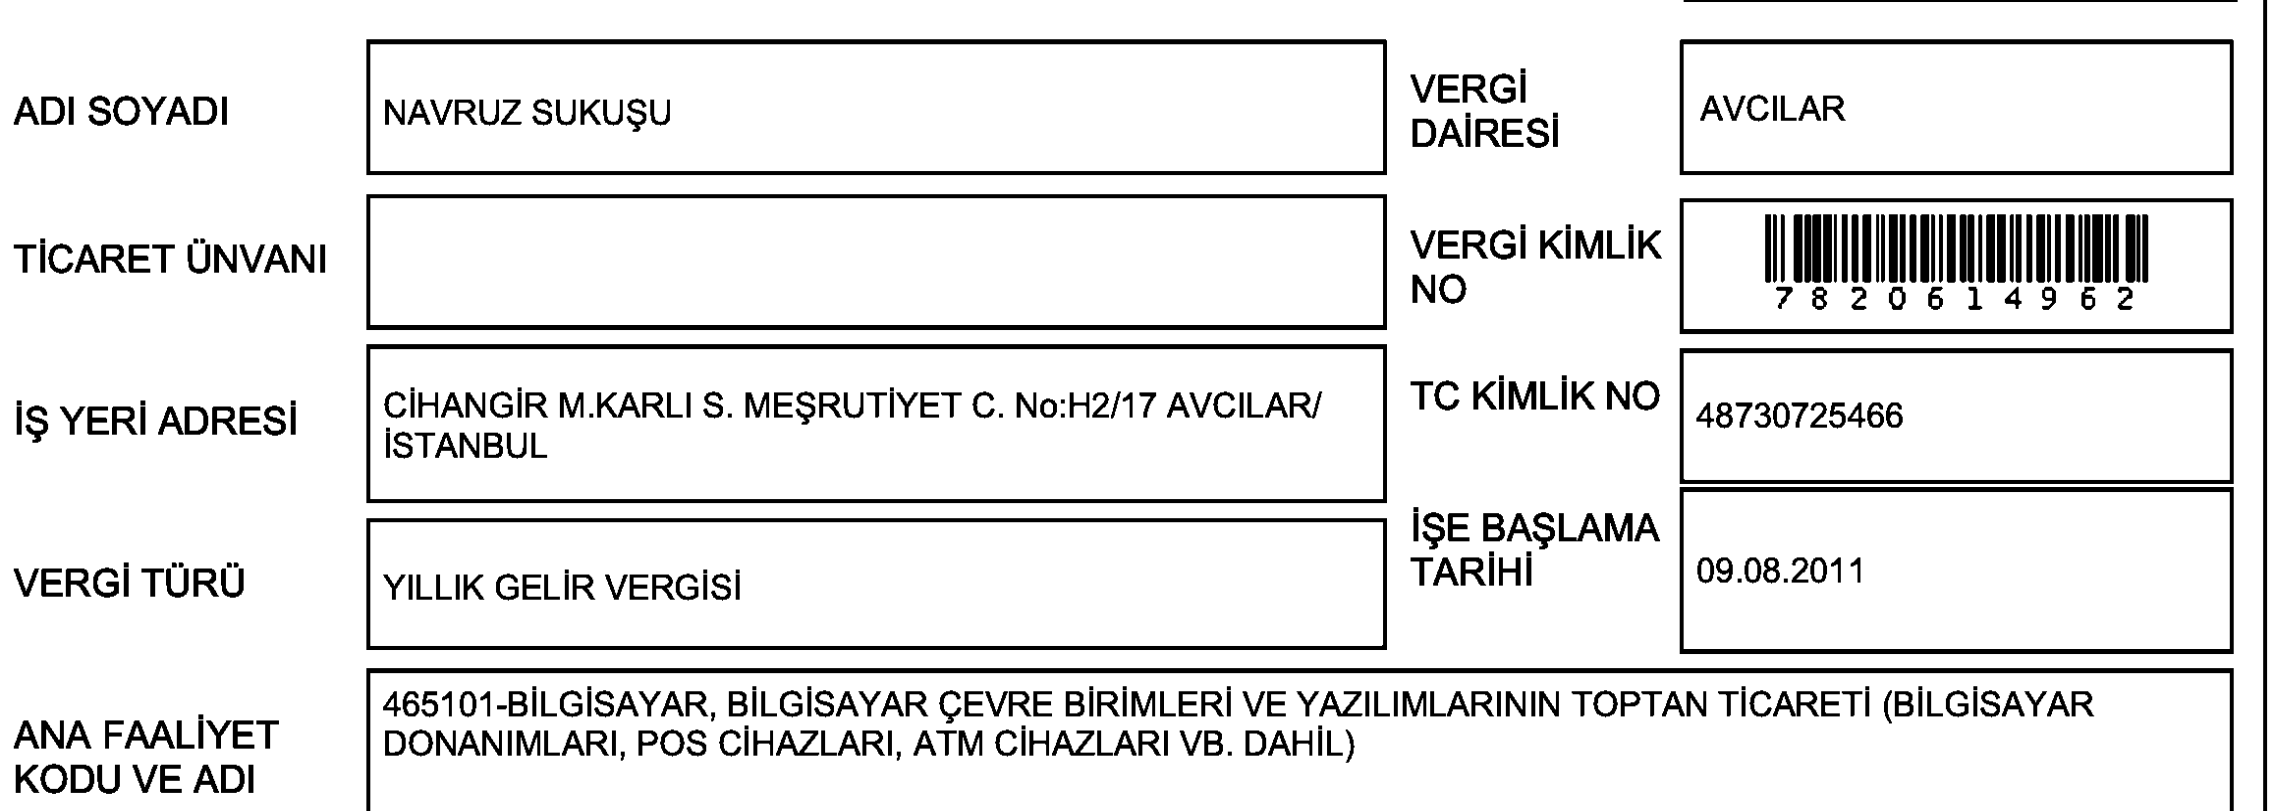 ADI SOYADI
NAVRUZ SUKUŞU
VERGİ
DAİRESİ
AVCILAR
TİCARET ÜNVANI
VERGİ KİMLİK
NO
7820614962
İŞ YERİ ADRESİ
CİHANGİR M.KARLI S. MEŞRUTİYET C. No:H2/17 AVCILAR/
İSTANBUL
TC KİMLİK NO
48730725466
VERGİ TÜRÜ
YILLIK GELİR VERGİSİ
İŞE BAŞLAMA
TARİHİ
09.08.2011
ANA FAALİYET
KODU VE ADI
465101-BİLGİSAYAR, BİLGİSAYAR ÇEVRE BİRİMLERİ VE YAZILIMLARININ TOPTAN TİCARETİ (BİLGİSAYAR
DONANIMLARI, POS CİHAZLARI, ATM CİHAZLARI VB. DAHİL)